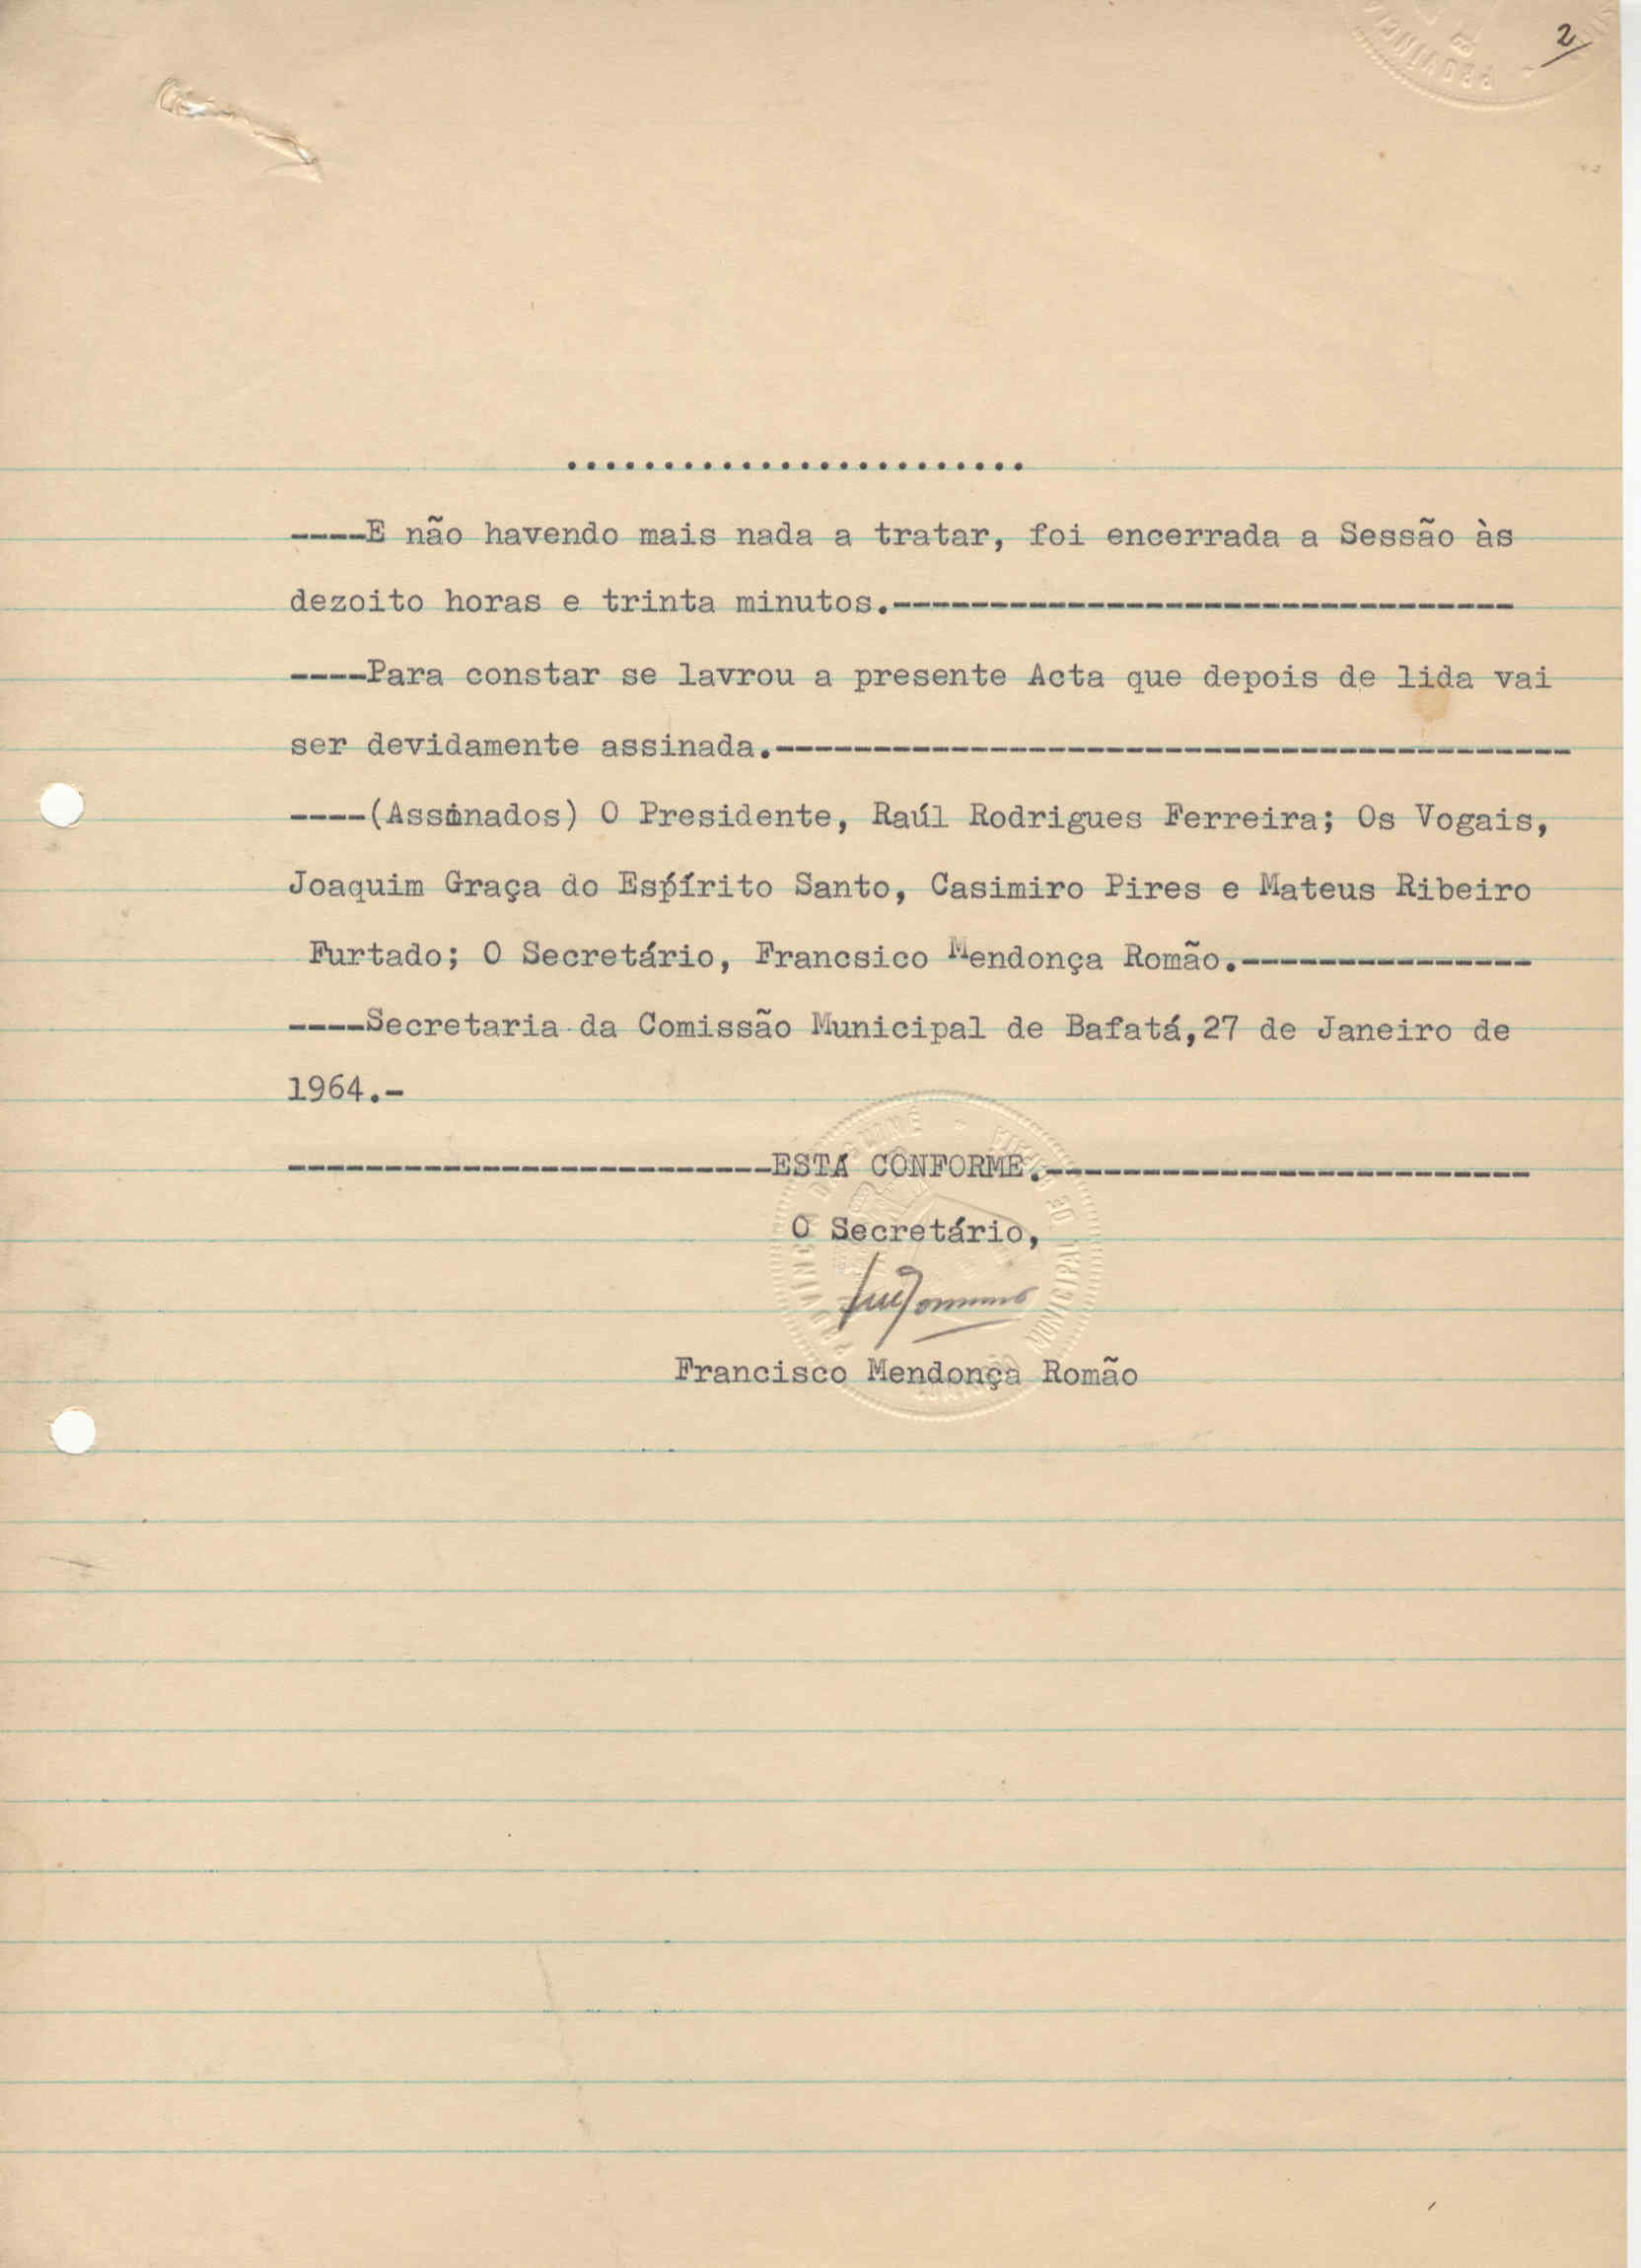 2
........................
----E não havendo mais nada a tratar, foi encerrada a Sessão às
dezoito horas e trinta minutos.--------------------------------
----Para constar se lavrou a presente Acta que depois de lida vai
ser devidamente assinada.-----------------------------------------
----(Assinados) O Presidente, Raúl Rodrigues Ferreira; Os Vogais,
Joaquim Graça do Espírito Santo, Casimiro Pires e Mateus Ribeiro
Furtado; O Secretário, Francsico Mendonça Romão.---------------
----Secretaria da Comissão Municipal de Bafatá,27 de Janeiro de
1964.-
-------------------------ESTÁ CONFORME.-------------------------
O Secretário,
Francisco Mendonça Romão